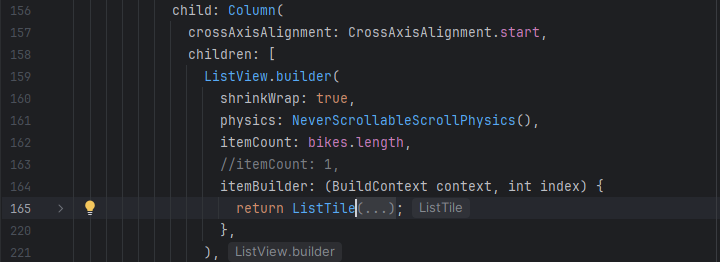 156 child: Column(
157 crossAxisAlignment: CrossAxisAlignment.start,
158 children: [
159 ListView.builder(
160 shrinkWrap: true,
161 physics: NeverScrollableScrollPhysics(),
162 itemCount: bikes.length,
163 //itemCount: 1,
164 itemBuilder: (BuildContext context, int index) {
165 return ListTile(...); ListTile
220 },
221 ), ListView.builder